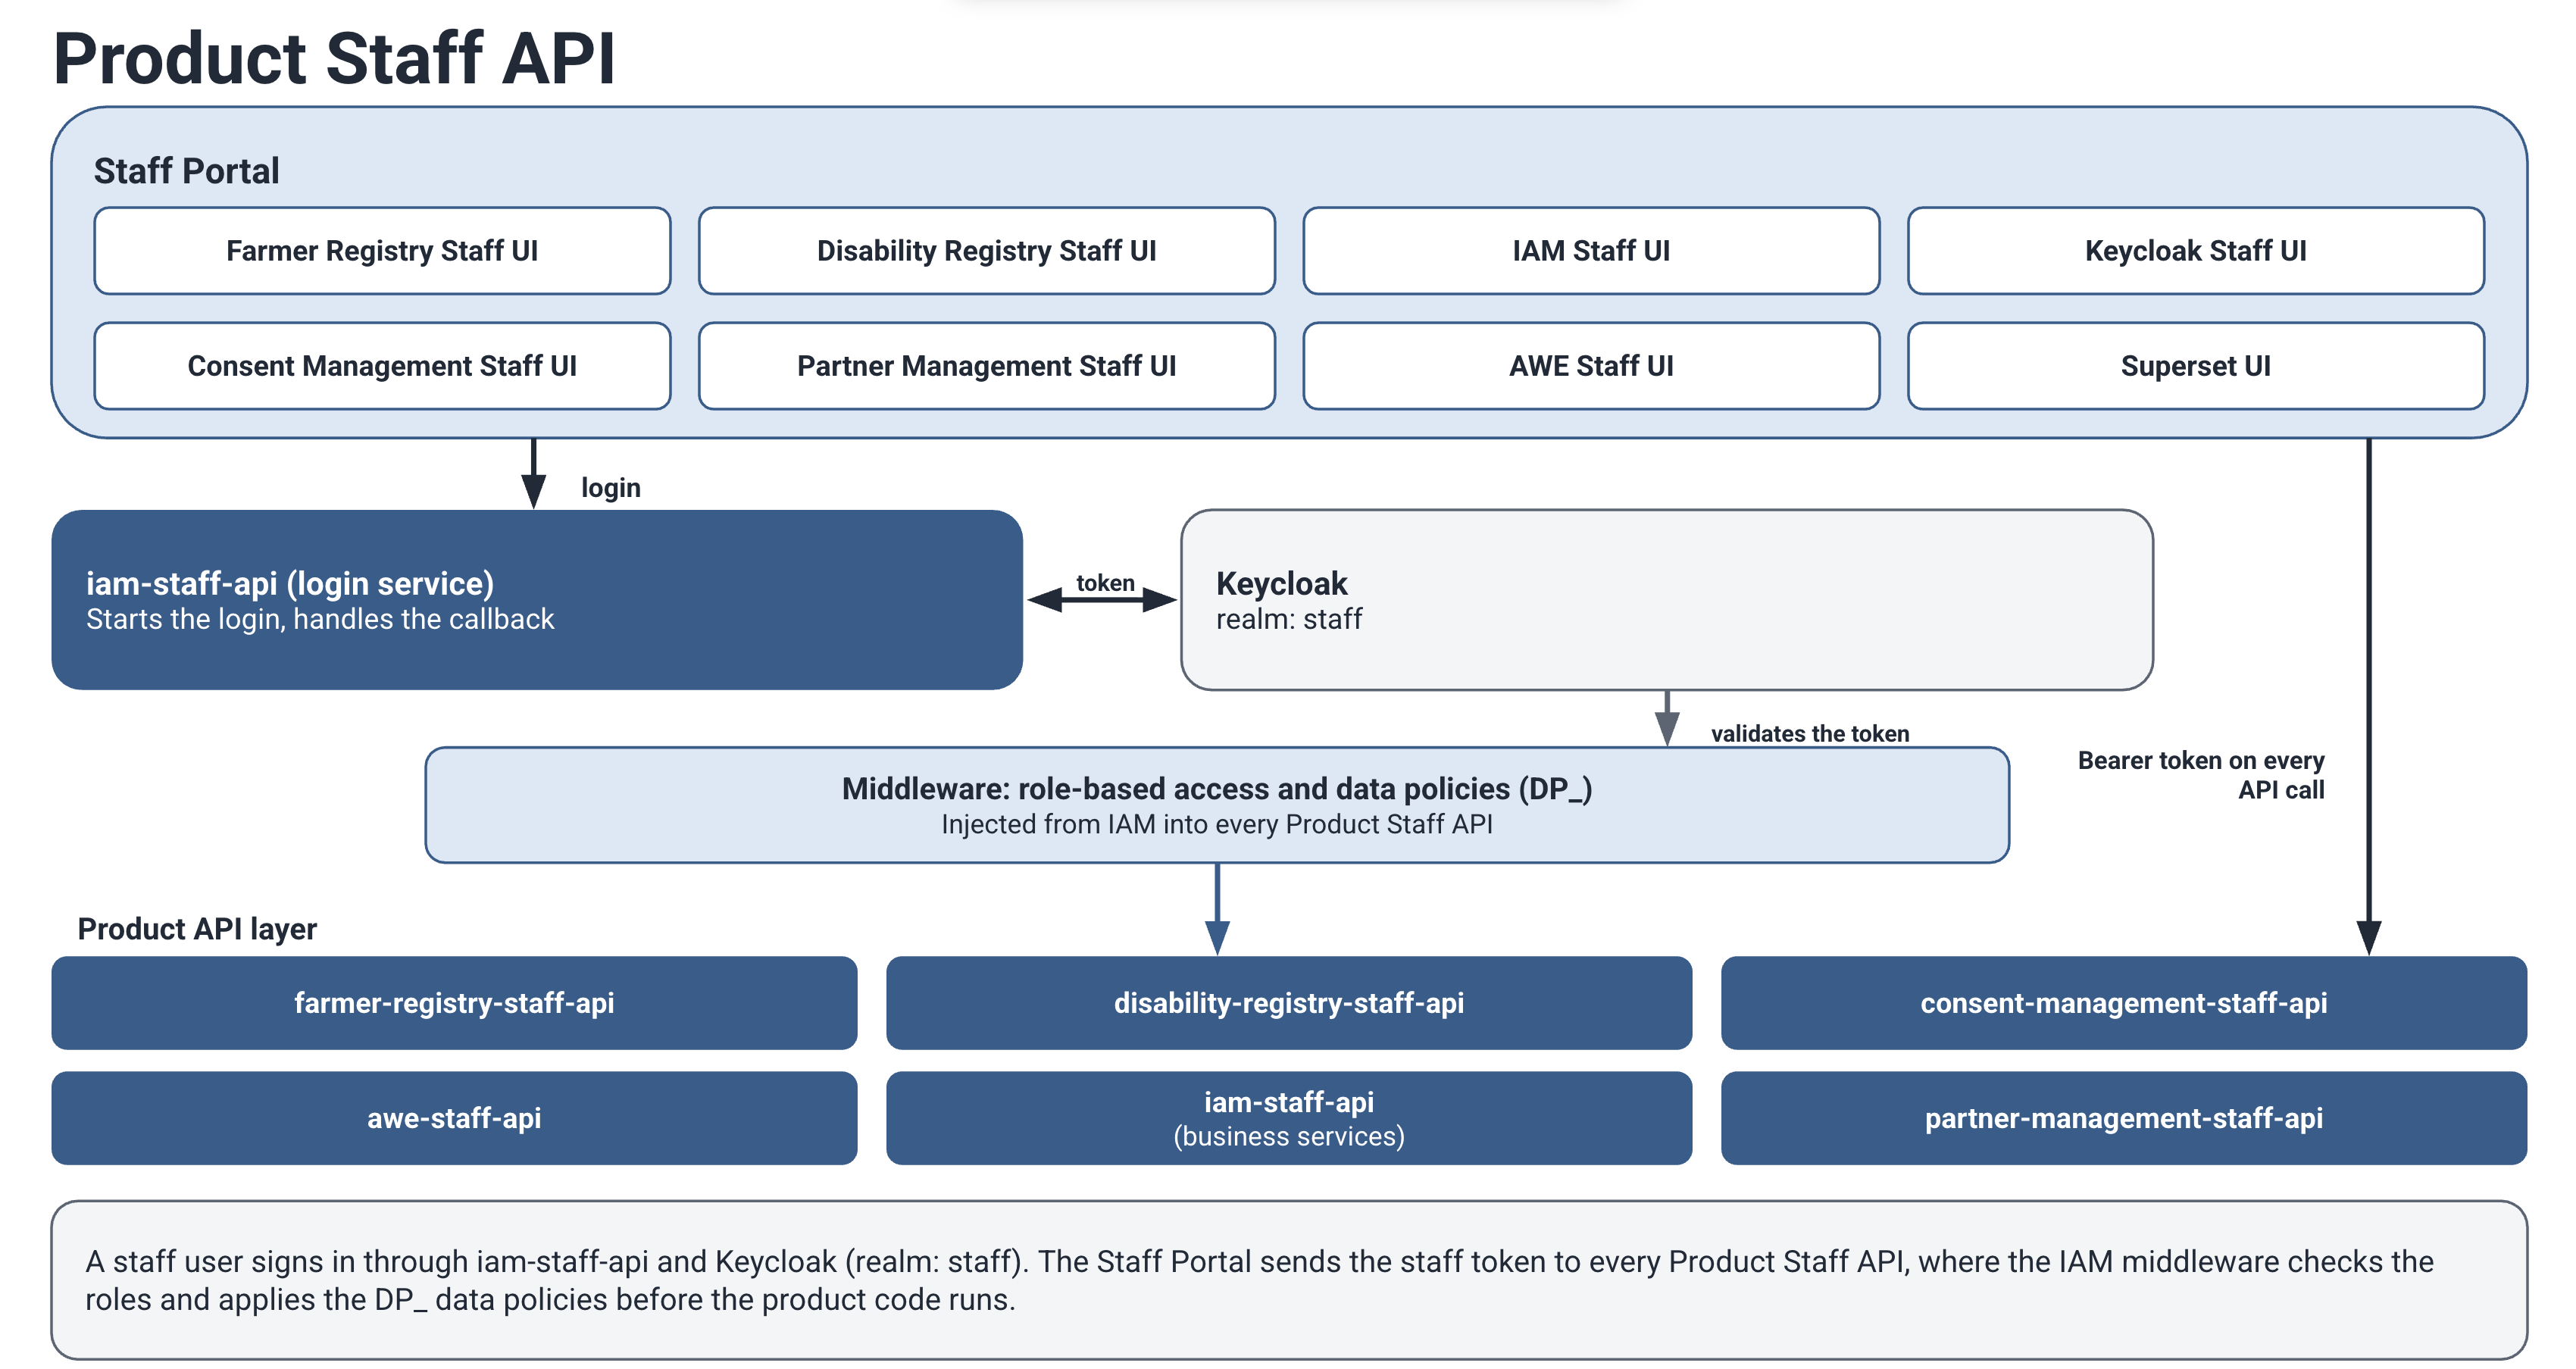 Product Staff API
Staff Portal
Farmer Registry Staff UI
Disability Registry Staff UI
IAM Staff UI
Keycloak Staff UI
Consent Management Staff UI
Partner Management Staff UI
AWE Staff UI
Superset UI
login
iam-staff-api (login service)
Starts the login, handles the callback
token
Keycloak
realm: staff
validates the token
Bearer token on every
API call
Middleware: role-based access and data policies (DP_)
Injected from IAM into every Product Staff API
Product API layer
farmer-registry-staff-api
disability-registry-staff-api
consent-management-staff-api
awe-staff-api
iam-staff-api
(business services)
partner-management-staff-api
A staff user signs in through iam-staff-api and Keycloak (realm: staff). The Staff Portal sends the staff token to every Product Staff API, where the IAM middleware checks the
roles and applies the DP_ data policies before the product code runs.